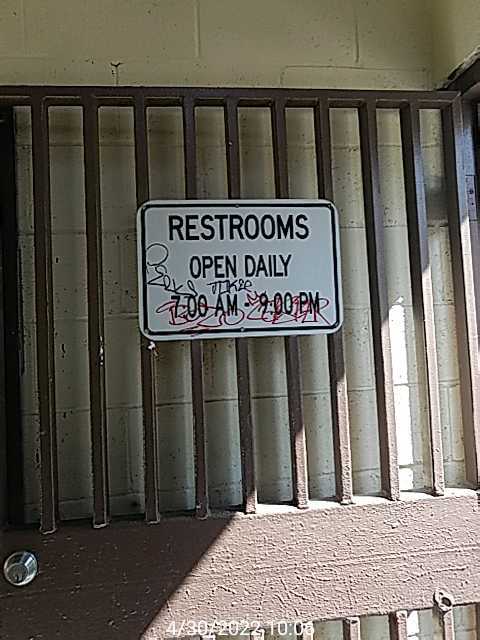 RESTROOMS
OPEN DAILY
7:00 AM - 9:00 PM
4/30/2022 10:06